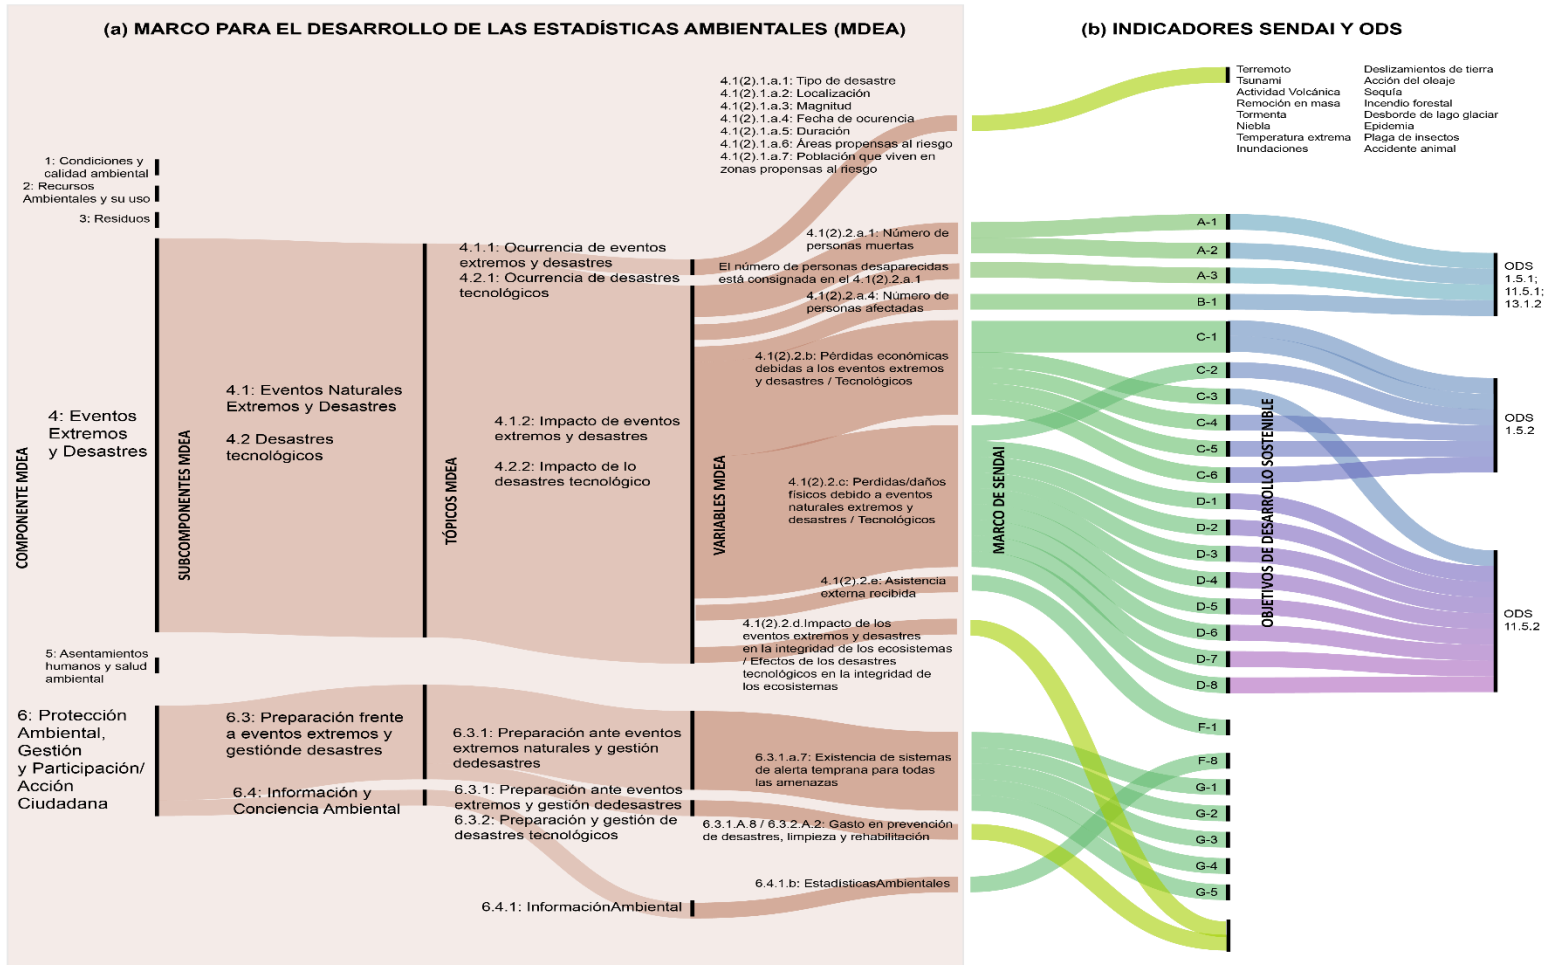 (a) MARCO PARA EL DESARROLLO DE LAS ESTADÍSTICAS AMBIENTALES (MDEA)
(b) INDICADORES SENDAI Y ODS
COMPONENTE MDEA
1: Condiciones y
calidad ambiental
2: Recursos
Ambientales y su uso
3: Residuos
4: Eventos
Extremos
y Desastres
5: Asentamientos
humanos y salud
ambiental
6: Protección
Ambiental,
Gestión
y Participación/
Acción
Ciudadana
SUBCOMPONENTES MDEA
4.1: Eventos Naturales
Extremos y Desastres
4.2 Desastres
tecnológicos
6.3: Preparación frente
a eventos extremos y
gestiónde desastres
6.4: Información y
Conciencia Ambiental
TÓPICOS MDEA
4.1.1: Ocurrencia de eventos
extremos y desastres
4.2.1: Ocurrencia de desastres
tecnológicos
4.1.2: Impacto de eventos
extremos y desastres
4.2.2: Impacto de lo
desastres tecnológico
6.3.1: Preparación ante eventos
extremos naturales y gestión
dedesastres
6.3.1: Preparación ante eventos
extremos y gestión dedesastres
6.3.2: Preparación y gestión de
desastres tecnológicos
6.4.1: InformaciónAmbiental
VARIABLES MDEA
4.1(2).1.a.1: Tipo de desastre
4.1(2).1.a.2: Localización
4.1(2).1.a.3: Magnitud
4.1(2).1.a.4: Fecha de ocurencia
4.1(2).1.a.5: Duración
4.1(2).1.a.6: Áreas propensas al riesgo
4.1(2).1.a.7: Población que viven en
zonas propensas al riesgo
4.1(2).2.a.1: Número de
personas muertas
El número de personas desaparecidas
está consignada en el 4.1(2).2.a.1
4.1(2).2.a.4: Número de
personas afectadas
4.1(2).2.b: Pérdidas económicas
debidas a los eventos extremos
y desastres / Tecnológicos
4.1(2).2.c: Perdidas/daños
físicos debido a eventos
naturales extremos y
desastres / Tecnológicos
4.1(2).2.e: Asistencia
externa recibida
4.1(2).2.d.Impacto de los
eventos extremos y desastres
en la integridad de los ecosistemas
/ Efectos de los desastres
tecnológicos en la integridad de
los ecosistemas
6.3.1.a.7: Existencia de sistemas
de alerta temprana para todas
las amenazas
6.3.1.A.8 / 6.3.2.A.2: Gasto en prevención
de desastres, limpieza y rehabilitación
6.4.1.b: EstadísticasAmbientales
MARCO DE SENDAI
Terremoto
Tsunami
Actividad Volcánica
Remoción en masa
Tormenta
Niebla
Temperatura extrema
Inundaciones
Deslizamientos de tierra
Acción del oleaje
Sequía
Incendio forestal
Desborde de lago glaciar
Epidemia
Plaga de insectos
Accidente animal
A-1
A-2
A-3
B-1
C-1
C-2
C-3
C-4
C-5
C-6
D-1
D-2
D-3
D-4
D-5
D-6
D-7
D-8
F-1
F-8
G-1
G-2
G-3
G-4
G-5
OBJETIVOS DE DESARROLLO SOSTENIBLE
ODS
1.5.1;
11.5.1;
13.1.2
ODS
1.5.2
ODS
11.5.2